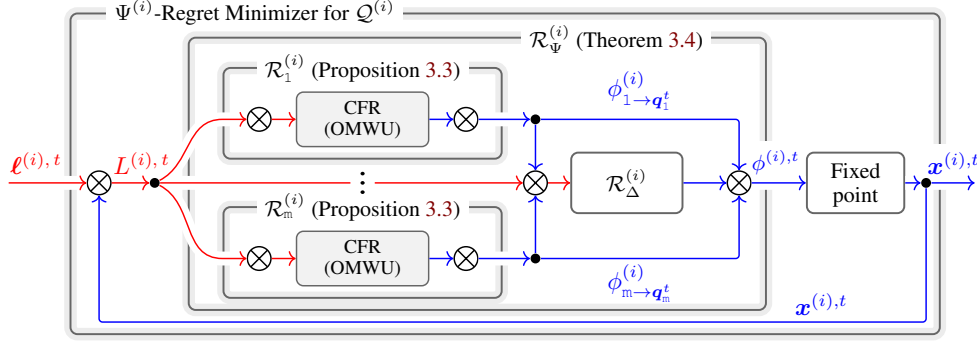 Ψ⁽ⁱ⁾-Regret Minimizer for 𝒬⁽ⁱ⁾
ℛ_Ψ⁽ⁱ⁾ (Theorem 3.4)
ℛ_1⁽ⁱ⁾ (Proposition 3.3)
CFR
(OMWU)
ϕ⁽ⁱ⁾_{1→𝒒_1^t}
ℓ⁽ⁱ⁾, t
L⁽ⁱ⁾, t
⋮
ℛ_Δ⁽ⁱ⁾
ϕ⁽ⁱ⁾,t
Fixed
point
𝒙⁽ⁱ⁾,t
ℛ_m⁽ⁱ⁾ (Proposition 3.3)
CFR
(OMWU)
ϕ⁽ⁱ⁾_{m→𝒒_m^t}
𝒙⁽ⁱ⁾,t